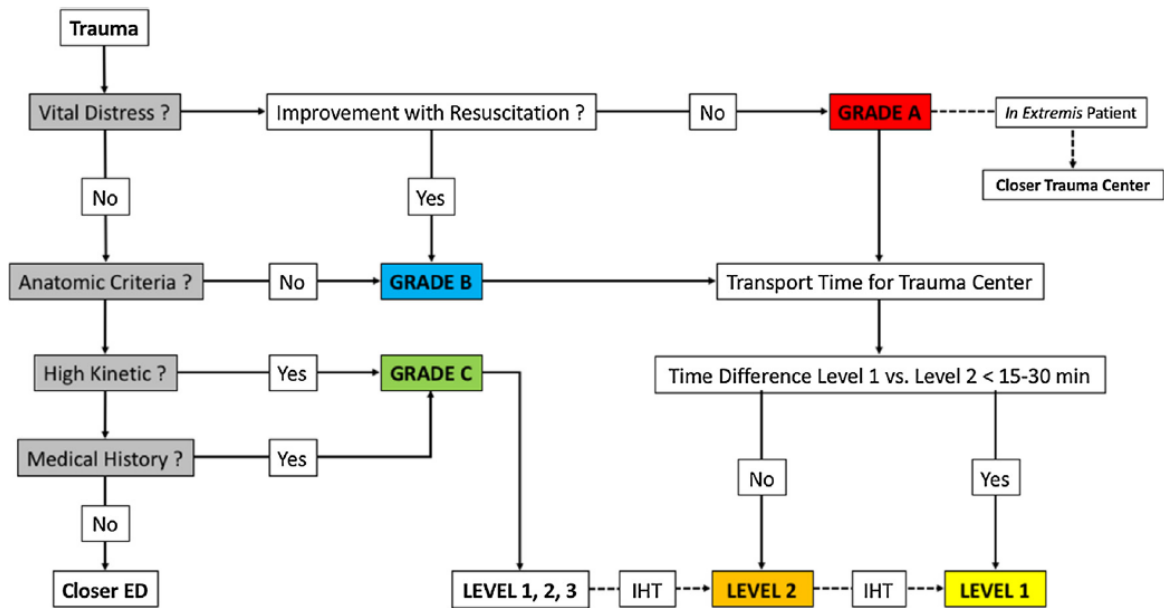 Trauma
Vital Distress ?
Improvement with Resuscitation ?
No
GRADE A
In Extremis Patient
Closer Trauma Center
No
Yes
Anatomic Criteria ?
No
GRADE B
Transport Time for Trauma Center
High Kinetic ?
Yes
GRADE C
Time Difference Level 1 vs. Level 2 < 15-30 min
Medical History ?
Yes
No
Yes
No
Closer ED
LEVEL 1, 2, 3
IHT
LEVEL 2
IHT
LEVEL 1